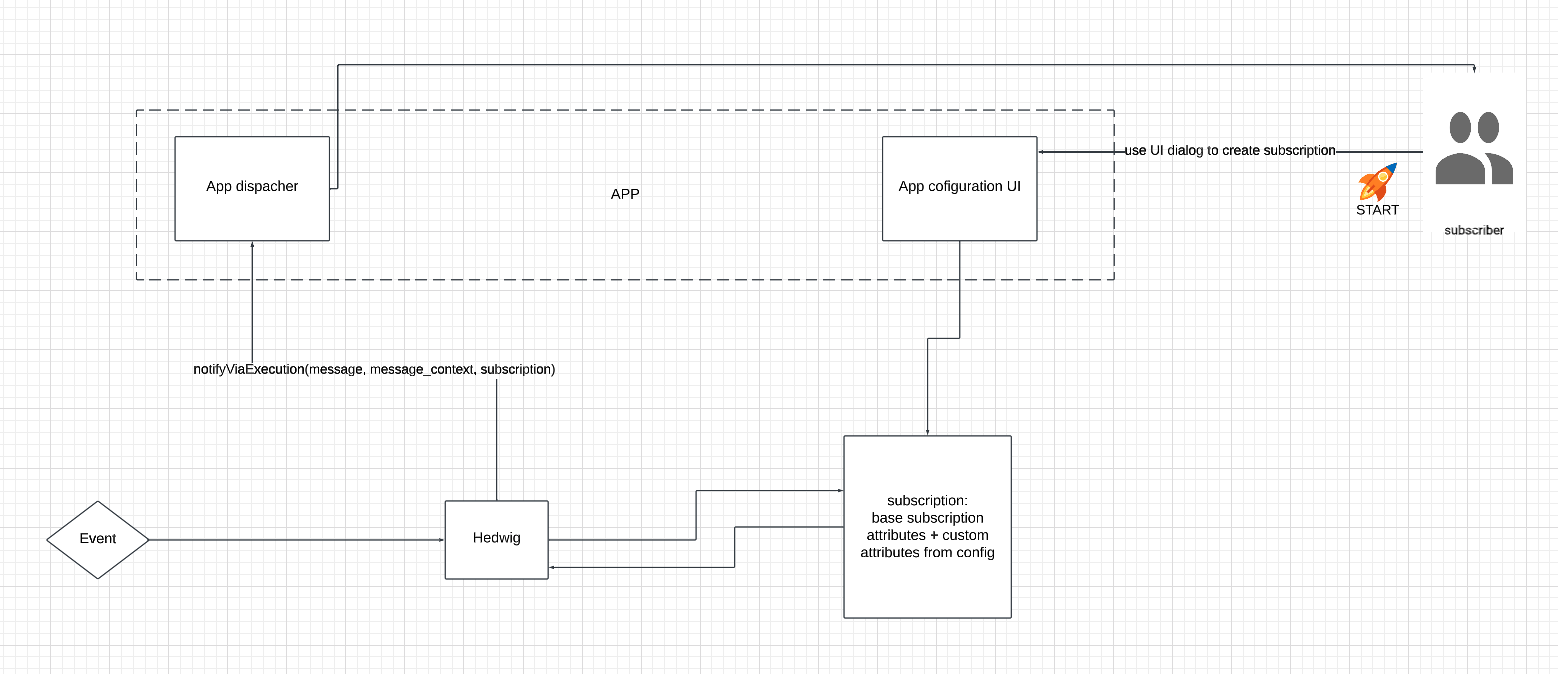 App dispacher
APP
App cofiguration UI
use UI dialog to create subscription
START
subscriber
notifyViaExecution(message, message_context, subscription)
Event
Hedwig
subscription:
base subscription
attributes + custom
attributes from config